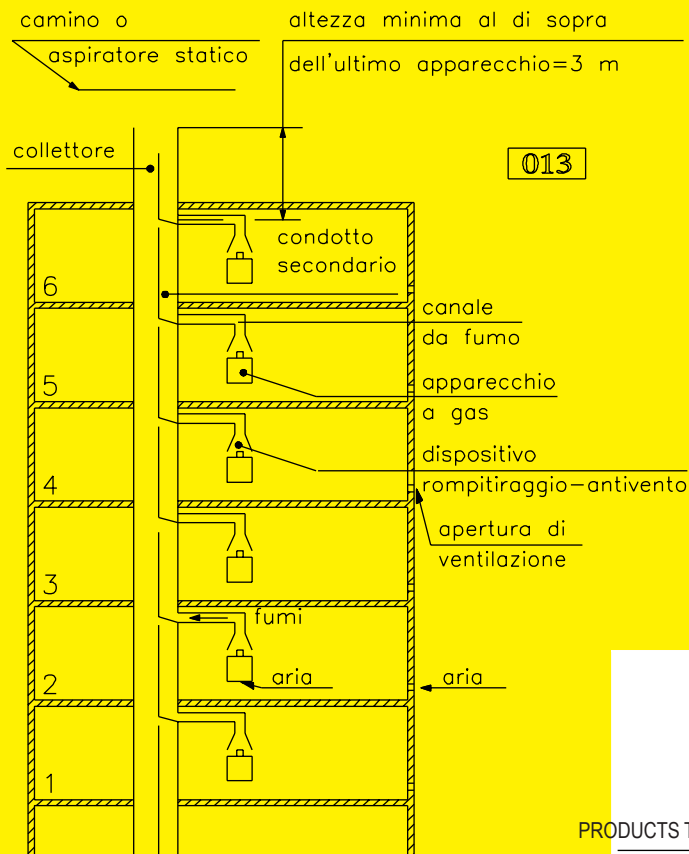 camino o
aspiratore statico
altezza minima al di sopra
dell'ultimo apparecchio=3 m
collettore
013
condotto
secondario
6
canale
da fumo
5
apparecchio
a gas
dispositivo
rompitiraggio-antivento
4
apertura di
ventilazione
3
fumi
aria
aria
2
1
PRODUCTS